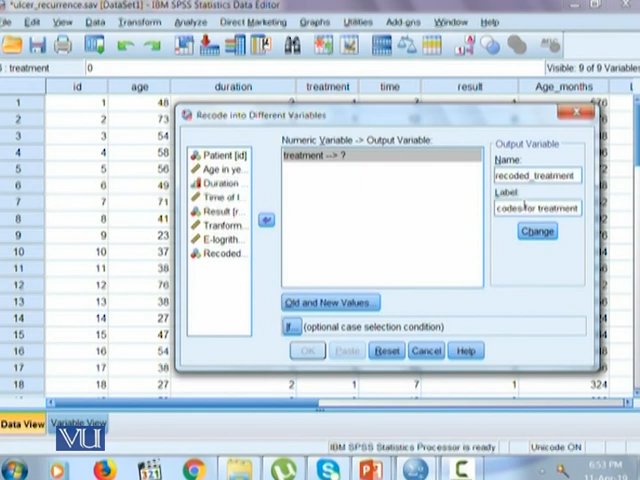 *ulcer_recurrence.sav [DataSet1] - IBM SPSS Statistics Data Editor
Edit View Data Transform Analyze Direct Marketing Graphs Utilities Add-ons Window Help
: treatment 0 Visible: 9 of 9 Variables
id age duration treatment time result Age_months
1 1 48
2 2 73
3 3 54
4 4 58
5 5 56
6 6 49
7 7 71
8 8 41
9 9 23
10 10 37
11 11 38
12 12 76
13 13 38
14 14 27
15 15 47
16 16 54
17 17 38
18 18 27 2 1 7 1 324
Recode into Different Variables
Numeric Variable -> Output Variable:
treatment --> ?
Patient [id]
Age in ye...
Duration ...
Time of t...
Result [r...
Tranform...
E-logrith...
Recoded...
Output Variable
Name:
recoded_treatment
Label:
codes for treatment
Change
Old and New Values...
If... (optional case selection condition)
OK Paste Reset Cancel Help
Data View Variable View
VU
IBM SPSS Statistics Processor is ready Unicode ON
321
6:53 PM
11-Apr-19